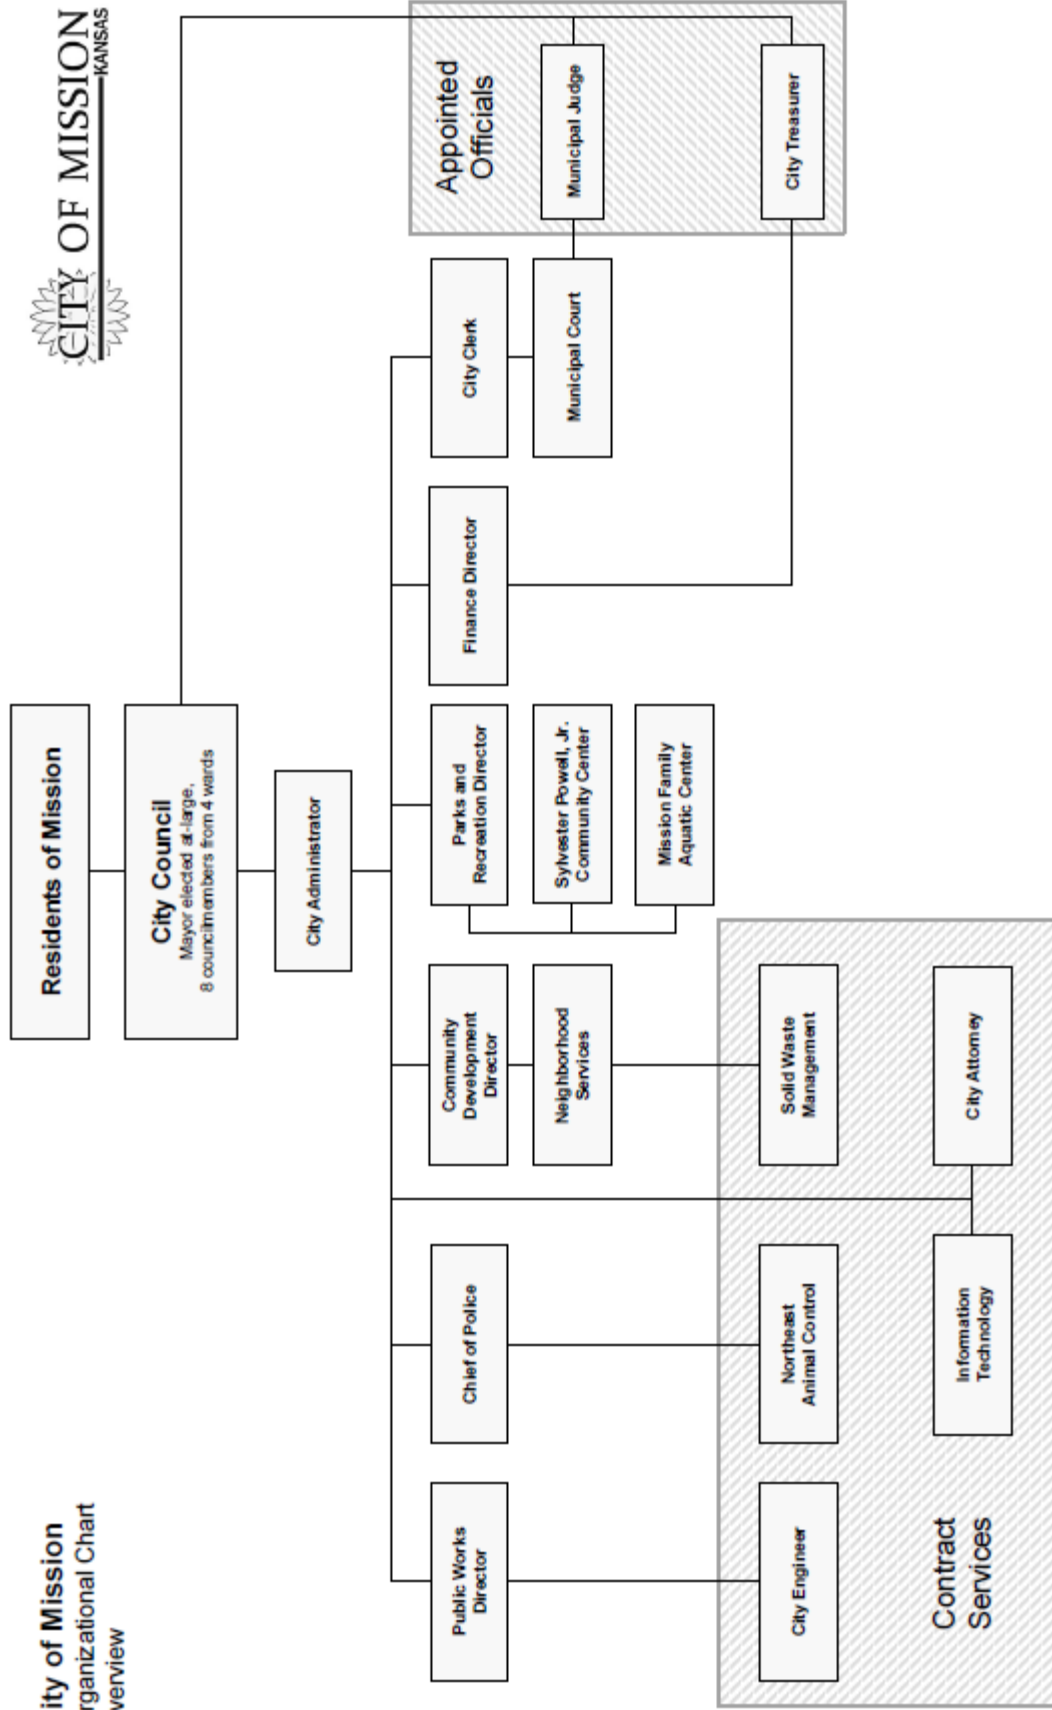 ity of Mission
rganizational Chart
verview
CITY OF MISSION
KANSAS
Residents of Mission
City Council
Mayor elected at-large,
8 councilmembers from 4 wards
City Administrator
Public Works
Director
Chief of Police
Community
Development
Director
Parks and
Recreation Director
Finance Director
City Clerk
Neighborhood
Services
Sylvester Powell, Jr.
Community Center
Mission Family
Aquatic Center
Municipal Court
Appointed
Officials
Municipal Judge
City Treasurer
City Engineer
Northeast
Animal Control
Solid Waste
Management
Contract
Services
Information
Technology
City Attorney